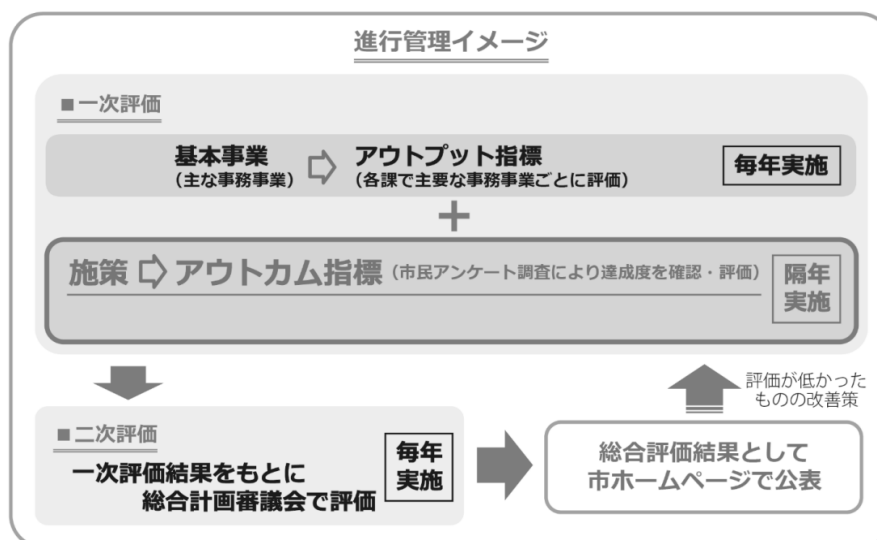 進行管理イメージ
■一次評価
基本事業
(主な事務事業)
アウトプット指標
(各課で主要な事務事業ごとに評価)
毎年実施
+
施策
アウトカム指標(市民アンケート調査により達成度を確認・評価)
隔年
実施
評価が低かった
ものの改善策
■二次評価
一次評価結果をもとに
総合計画審議会で評価
毎年
実施
総合評価結果として
市ホームページで公表